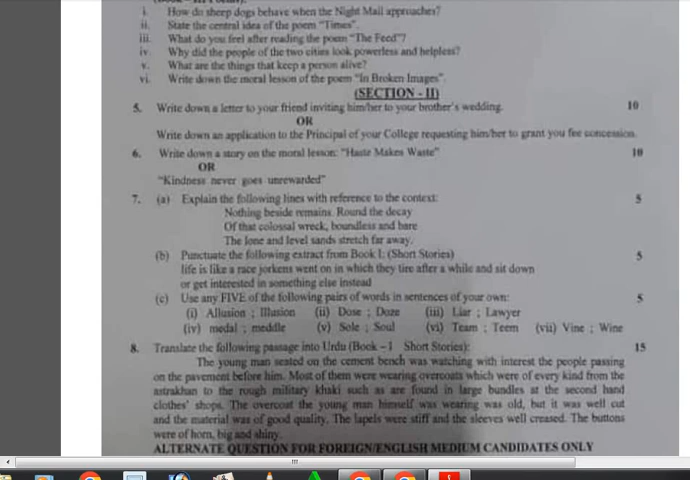 (Book – III Poems).
i. How do sheep dogs behave when the Night Mail approaches?
ii. State the central idea of the poem "Times".
iii. What do you feel after reading the poem "The Feed"?
iv. Why did the people of the two cities look powerless and helpless?
v. What are the things that keep a person alive?
vi. Write down the moral lesson of the poem "In Broken Images".
(SECTION - II)
5. Write down a letter to your friend inviting him/her to your brother's wedding. 10
OR
Write down an application to the Principal of your College requesting him/her to grant you fee concession.
6. Write down a story on the moral lesson: "Haste Makes Waste" 10
OR
"Kindness never goes unrewarded"
7. (a) Explain the following lines with reference to the context: 5
Nothing beside remains. Round the decay
Of that colossal wreck, boundless and bare
The lone and level sands stretch far away.
(b) Punctuate the following extract from Book I: (Short Stories) 5
life is like a race jorkens went on in which they tire after a while and sit down
or get interested in something else instead
(c) Use any FIVE of the following pairs of words in sentences of your own: 5
(i) Allusion ; Illusion (ii) Dose ; Doze (iii) Liar ; Lawyer
(iv) medal ; meddle (v) Sole ; Soul (vi) Team ; Teem (vii) Vine ; Wine
8. Translate the following passage into Urdu (Book – I Short Stories): 15
The young man seated on the cement bench was watching with interest the people passing
on the pavement before him. Most of them were wearing overcoats which were of every kind from the
astrakhan to the rough military khaki such as are found in large bundles at the second hand
clothes' shops. The overcoat the young man himself was wearing was old, but it was well cut
and the material was of good quality. The lapels were stiff and the sleeves well creased. The buttons
were of horn, big and shiny.
ALTERNATE QUESTION FOR FOREIGN/ENGLISH MEDIUM CANDIDATES ONLY